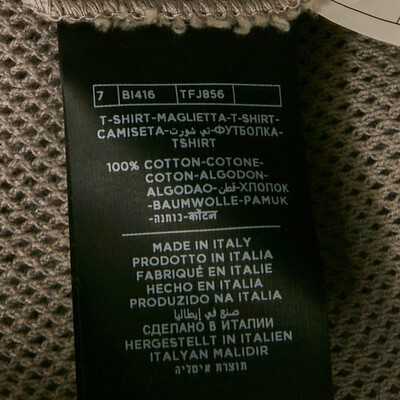 7 BI416 TFJ856
T-SHIRT-MAGLIETTA-T-SHIRT-
CAMISETA-تي شورت-ФУТБОЛКА-
TSHIRT
100% COTTON-COTONE-
COTON-ALGODON-
ALGODAO-قطن-ХЛОПОК
-BAUMWOLLE-PAMUK
-כותנה-कॉटन
MADE IN ITALY
PRODOTTO IN ITALIA
FABRIQUÉ EN ITALIE
HECHO EN ITALIA
PRODUZIDO NA ITALIA
صنع في إيطاليا
СДЕЛАНО В ИТАЛИИ
HERGESTELLT IN ITALIEN
ITALYAN MALIDIR
תוצרת איטליה